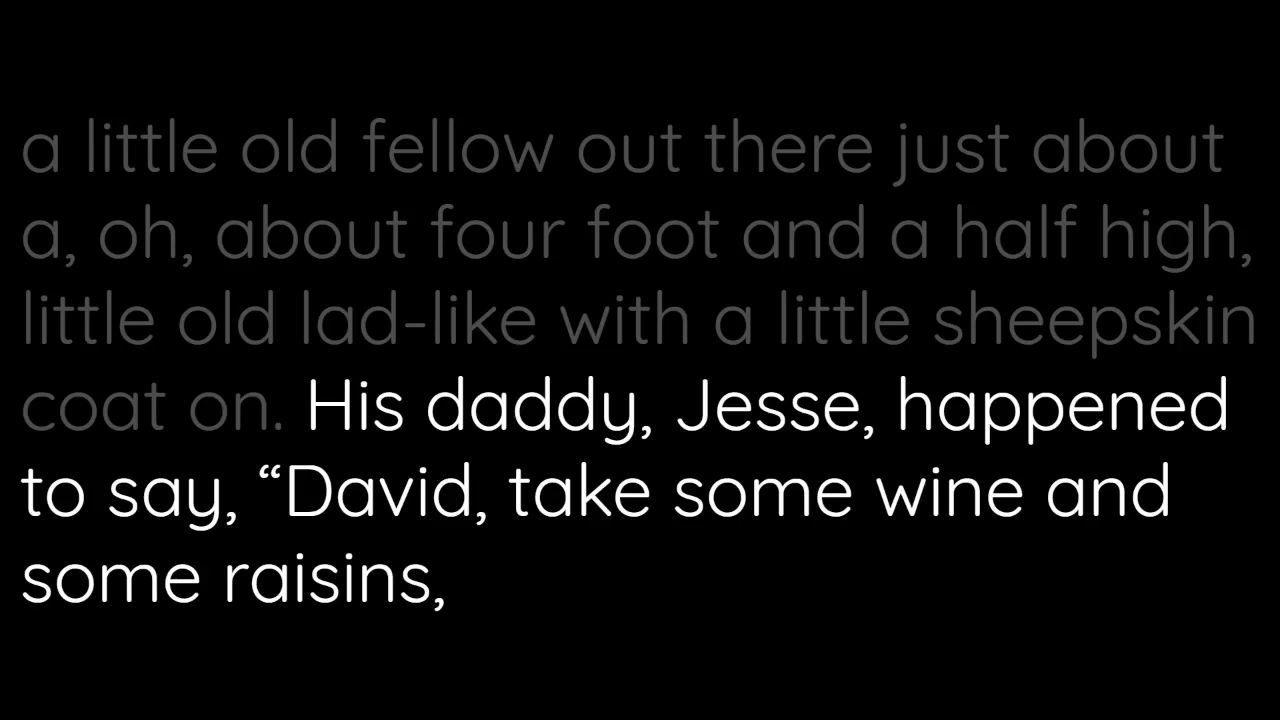 a little old fellow out there just about
a, oh, about four foot and a half high,
little old lad-like with a little sheepskin
coat on. His daddy, Jesse, happened
to say, “David, take some wine and
some raisins,